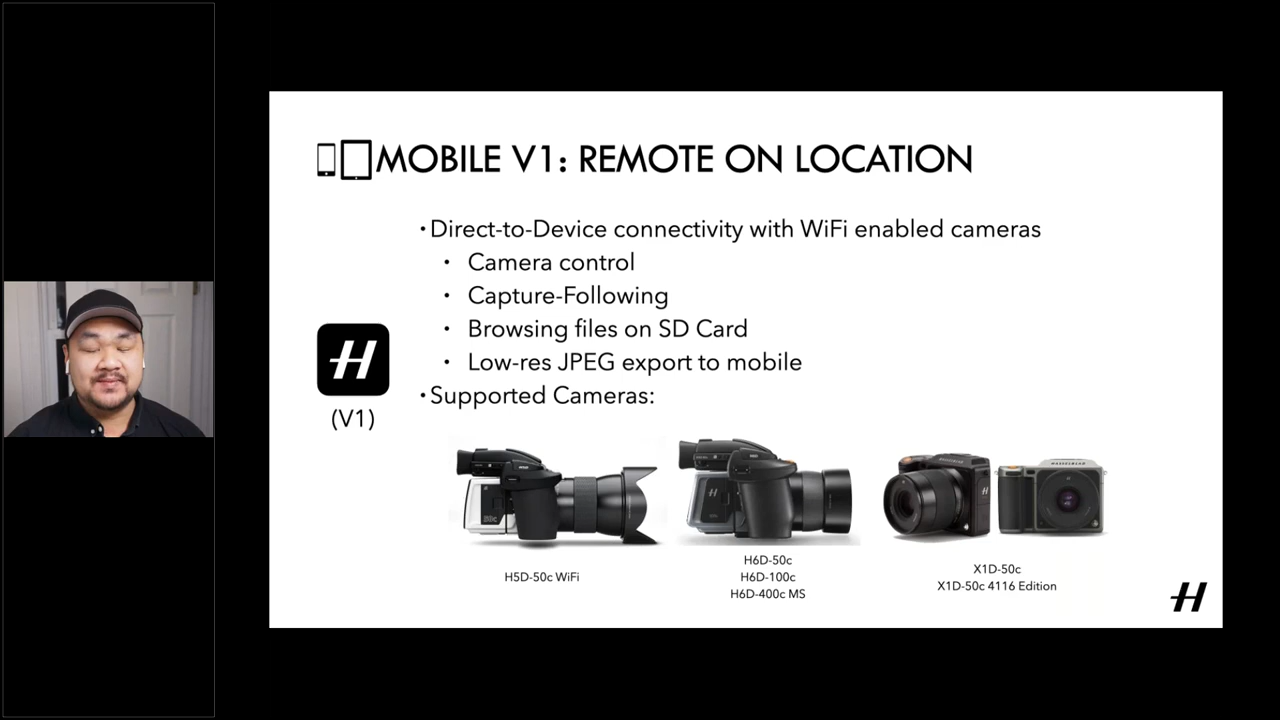 MOBILE V1: REMOTE ON LOCATION
•Direct-to-Device connectivity with WiFi enabled cameras
• Camera control
• Capture-Following
• Browsing files on SD Card
• Low-res JPEG export to mobile
•Supported Cameras:
H
(V1)
H5D-50c WiFi
H6D-50c
H6D-100c
H6D-400c MS
X1D-50c
X1D-50c 4116 Edition
H